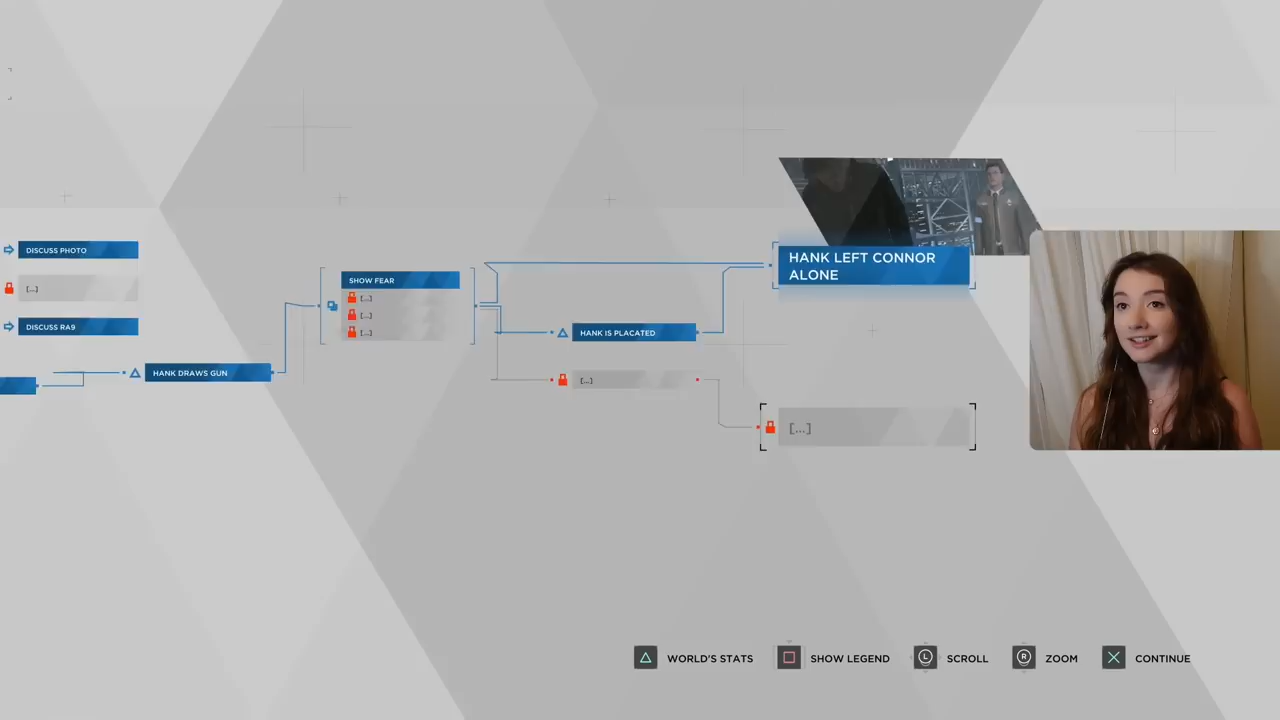 DISCUSS PHOTO
[...]
DISCUSS RA9
HANK DRAWS GUN
SHOW FEAR
[...]
[...]
[...]
HANK IS PLACATED
[...]
HANK LEFT CONNOR
ALONE
[...]
WORLD'S STATS
SHOW LEGEND
L
SCROLL
R
ZOOM
CONTINUE